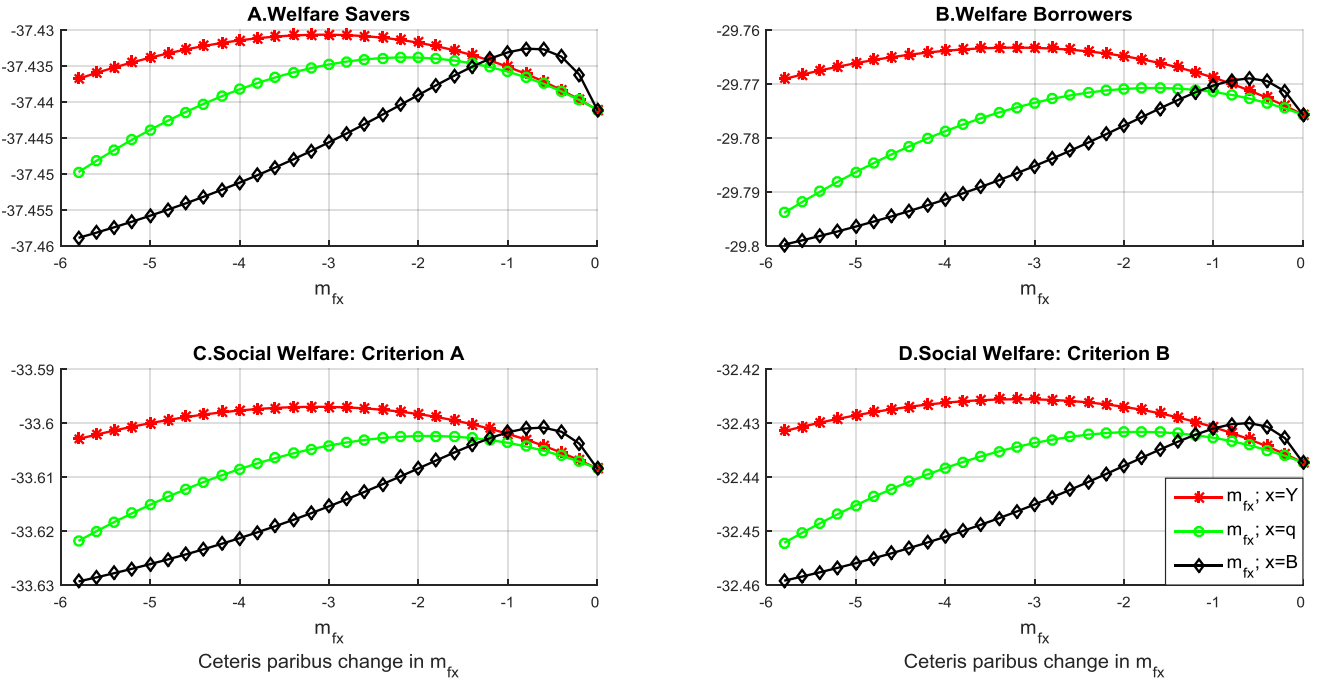 A.Welfare Savers
-37.43
-37.435
-37.44
-37.445
-37.45
-37.455
-37.46
-6 -5 -4 -3 -2 -1 0
m_fx
B.Welfare Borrowers
-29.76
-29.77
-29.78
-29.79
-29.8
-6 -5 -4 -3 -2 -1 0
m_fx
C.Social Welfare: Criterion A
-33.59
-33.6
-33.61
-33.62
-33.63
-6 -5 -4 -3 -2 -1 0
m_fx
Ceteris paribus change in m_fx
D.Social Welfare: Criterion B
-32.42
-32.43
-32.44
-32.45
-32.46
m_fx; x=Y
m_fx; x=q
m_fx; x=B
-6 -5 -4 -3 -2 -1 0
m_fx
Ceteris paribus change in m_fx